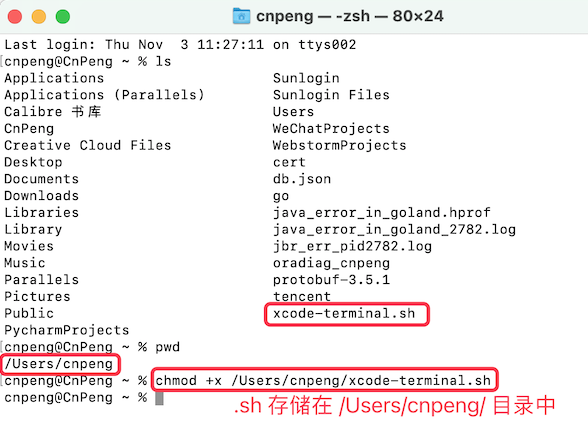 cnpeng — -zsh — 80×24
Last login: Thu Nov  3 11:27:11 on ttys002
[cnpeng@CnPeng ~ % ls
Applications Sunlogin
Applications (Parallels) Sunlogin Files
Calibre 书库 Users
CnPeng WeChatProjects
Creative Cloud Files WebstormProjects
Desktop cert
Documents db.json
Downloads go
Libraries java_error_in_goland.hprof
Library java_error_in_goland_2782.log
Movies jbr_err_pid2782.log
Music oradiag_cnpeng
Parallels protobuf-3.5.1
Pictures tencent
Public xcode-terminal.sh
PycharmProjects
[cnpeng@CnPeng ~ % pwd
/Users/cnpeng
[cnpeng@CnPeng ~ % chmod +x /Users/cnpeng/xcode-terminal.sh
cnpeng@CnPeng ~ %
.sh 存储在 /Users/cnpeng/ 目录中